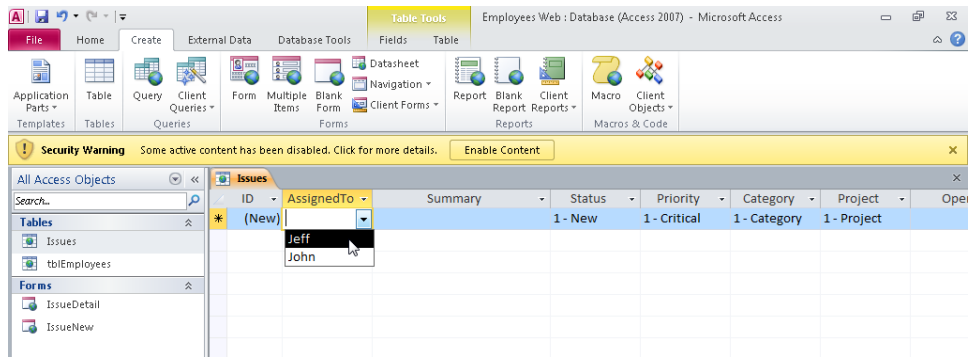 A
Table Tools
Employees Web : Database (Access 2007) - Microsoft Access
File Home Create External Data Database Tools Fields Table
Application Parts
Table
Query
Client Queries
Form
Multiple Items
Blank Form
Datasheet
Navigation
Client Forms
Report
Blank Report
Client Reports
Macro
Client Objects
Templates Tables Queries Forms Reports Macros & Code
Security Warning Some active content has been disabled. Click for more details. Enable Content
All Access Objects
Search..
Tables
Issues
tblEmployees
Forms
IssueDetail
IssueNew
Issues
ID AssignedTo Summary Status Priority Category Project Open
(New) 1 - New 1 - Critical 1 - Category 1 - Project
Jeff
John